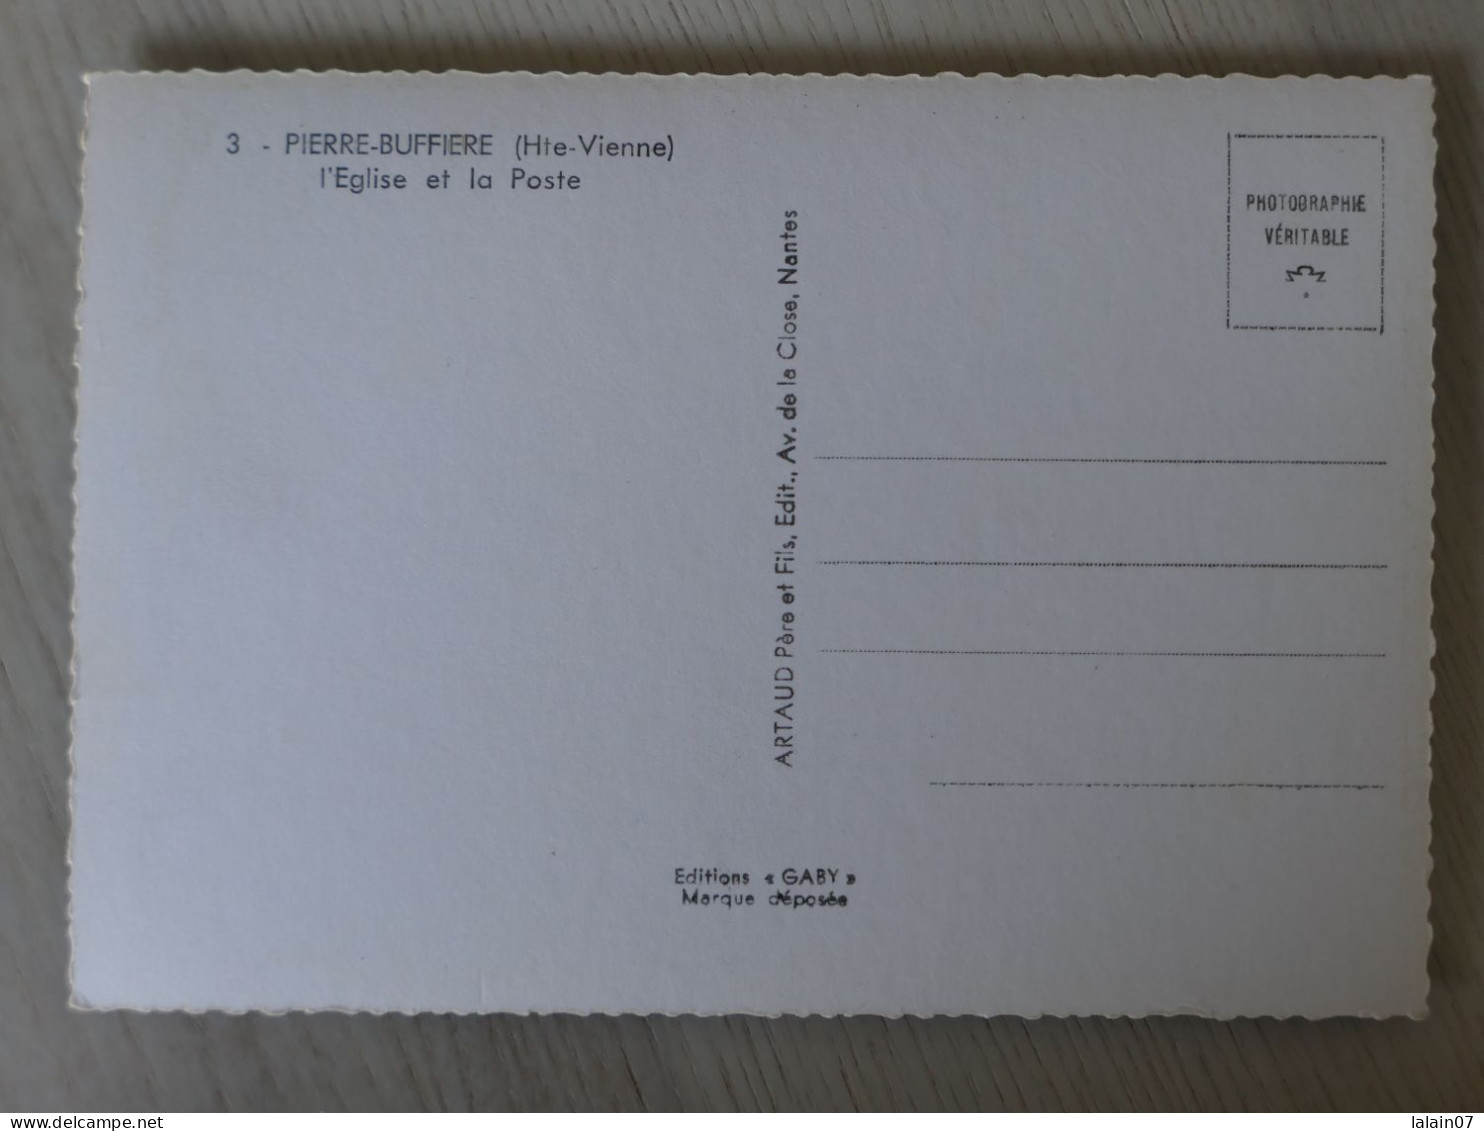 3 - PIERRE-BUFFIERE (Hte-Vienne)
l'Eglise et la Poste
PHOTOGRAPHIE
VÉRITABLE
ARTAUD Père et Fils, Edit., Av. de la Close, Nantes
Editions « GABY »
Marque déposée
delcampe.net
lalain07